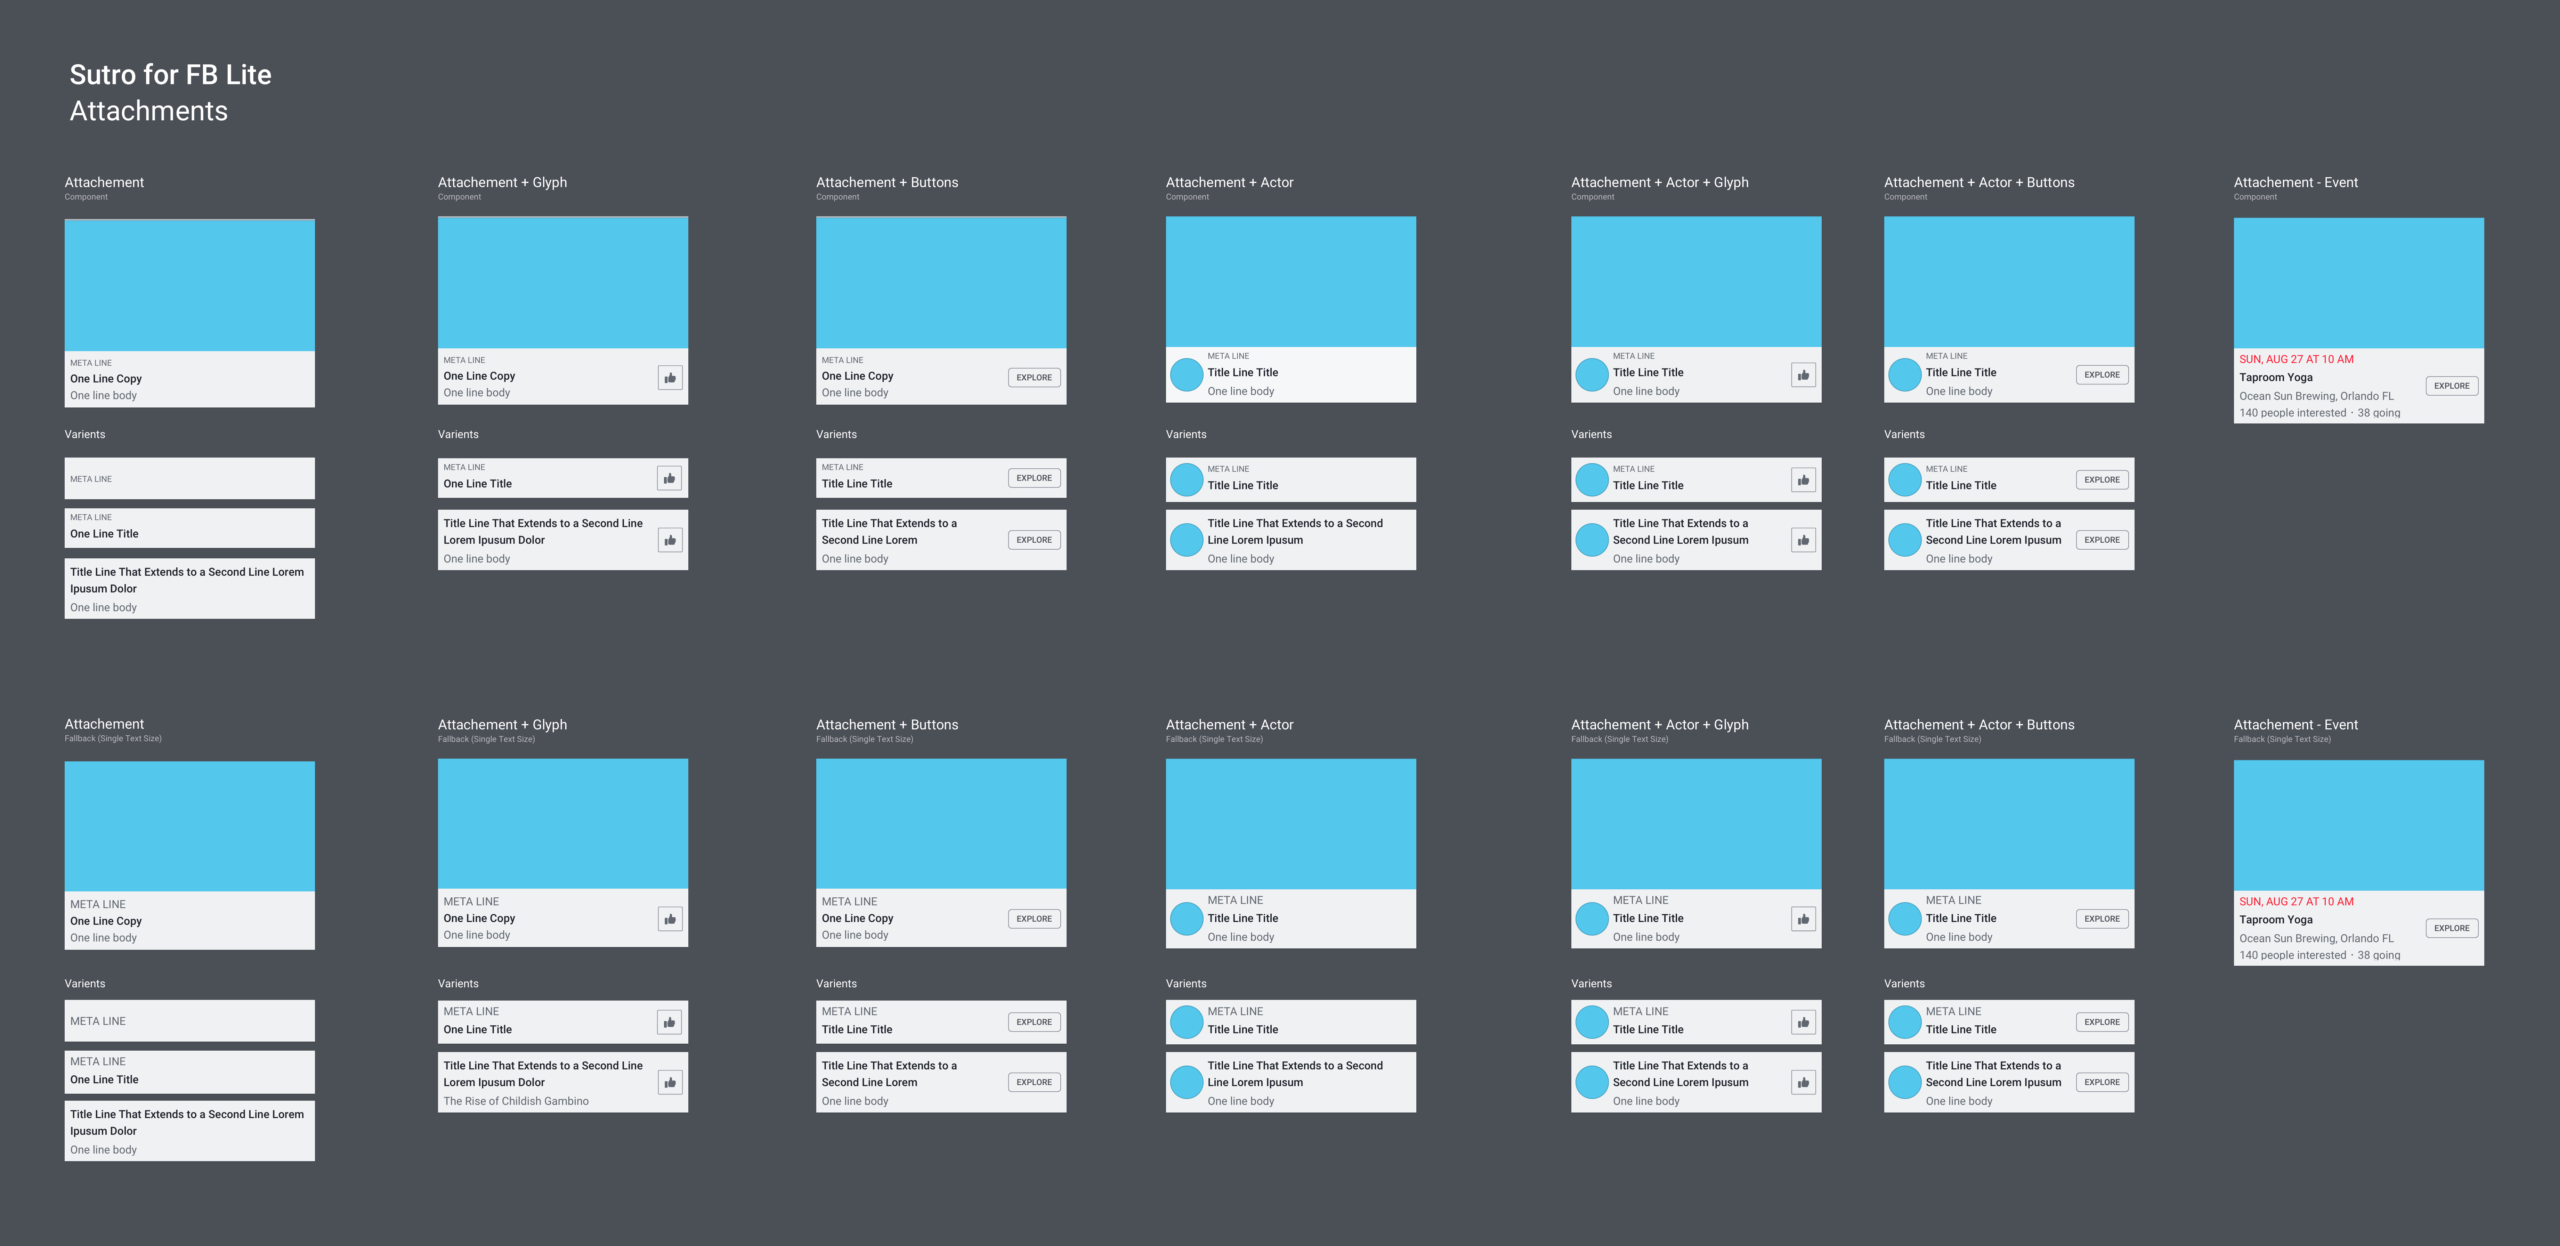 Sutro for FB Lite
Attachments
Attachement
Component
META LINE
One Line Copy
One line body
Varients
META LINE
META LINE
One Line Title
Title Line That Extends to a Second Line Lorem
Ipusum Dolor
One line body
Attachement + Glyph
Component
META LINE
One Line Copy
One line body
Varients
META LINE
One Line Title
Title Line That Extends to a Second Line
Lorem Ipusum Dolor
One line body
Attachement + Buttons
Component
META LINE
One Line Copy
One line body
EXPLORE
Varients
META LINE
Title Line Title
EXPLORE
Title Line That Extends to a
Second Line Lorem
One line body
EXPLORE
Attachement + Actor
Component
META LINE
Title Line Title
One line body
Varients
META LINE
Title Line Title
Title Line That Extends to a Second
Line Lorem Ipusum
One line body
Attachement + Actor + Glyph
Component
META LINE
Title Line Title
One line body
Varients
META LINE
Title Line Title
Title Line That Extends to a
Second Line Lorem Ipusum
One line body
Attachement + Actor + Buttons
Component
META LINE
Title Line Title
One line body
EXPLORE
Varients
META LINE
Title Line Title
EXPLORE
Title Line That Extends to a
Second Line Lorem Ipusum
One line body
EXPLORE
Attachement - Event
Component
SUN, AUG 27 AT 10 AM
Taproom Yoga
Ocean Sun Brewing, Orlando FL
140 people interested · 38 going
EXPLORE
Attachement
Fallback (Single Text Size)
META LINE
One Line Copy
One line body
Varients
META LINE
META LINE
One Line Title
Title Line That Extends to a Second Line Lorem
Ipusum Dolor
One line body
Attachement + Glyph
Fallback (Single Text Size)
META LINE
One Line Copy
One line body
Varients
META LINE
One Line Title
Title Line That Extends to a Second Line
Lorem Ipusum Dolor
The Rise of Childish Gambino
Attachement + Buttons
Fallback (Single Text Size)
META LINE
One Line Copy
One line body
EXPLORE
Varients
META LINE
Title Line Title
EXPLORE
Title Line That Extends to a
Second Line Lorem
One line body
EXPLORE
Attachement + Actor
Fallback (Single Text Size)
META LINE
Title Line Title
One line body
Varients
META LINE
Title Line Title
Title Line That Extends to a Second
Line Lorem Ipusum
One line body
Attachement + Actor + Glyph
Fallback (Single Text Size)
META LINE
Title Line Title
One line body
Varients
META LINE
Title Line Title
Title Line That Extends to a
Second Line Lorem Ipusum
One line body
Attachement + Actor + Buttons
Fallback (Single Text Size)
META LINE
Title Line Title
One line body
EXPLORE
Varients
META LINE
Title Line Title
EXPLORE
Title Line That Extends to a
Second Line Lorem Ipusum
One line body
EXPLORE
Attachement - Event
Fallback (Single Text Size)
SUN, AUG 27 AT 10 AM
Taproom Yoga
Ocean Sun Brewing, Orlando FL
140 people interested · 38 going
EXPLORE